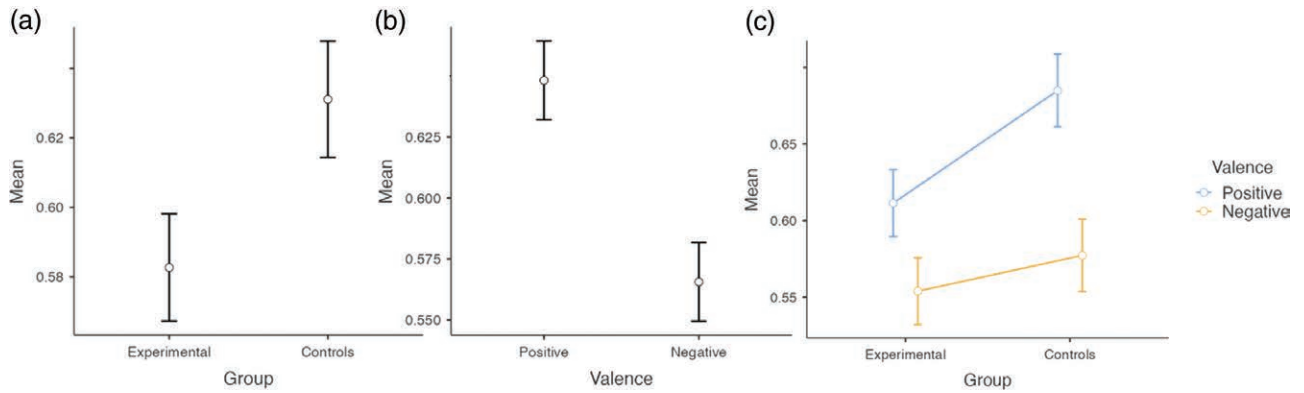 (a)
Mean
0.62
0.60
0.58
Experimental Controls
Group
(b)
Mean
0.625
0.600
0.575
0.550
Positive Negative
Valence
(c)
Mean
0.65
0.60
0.55
Experimental Controls
Group
Valence
Positive
Negative